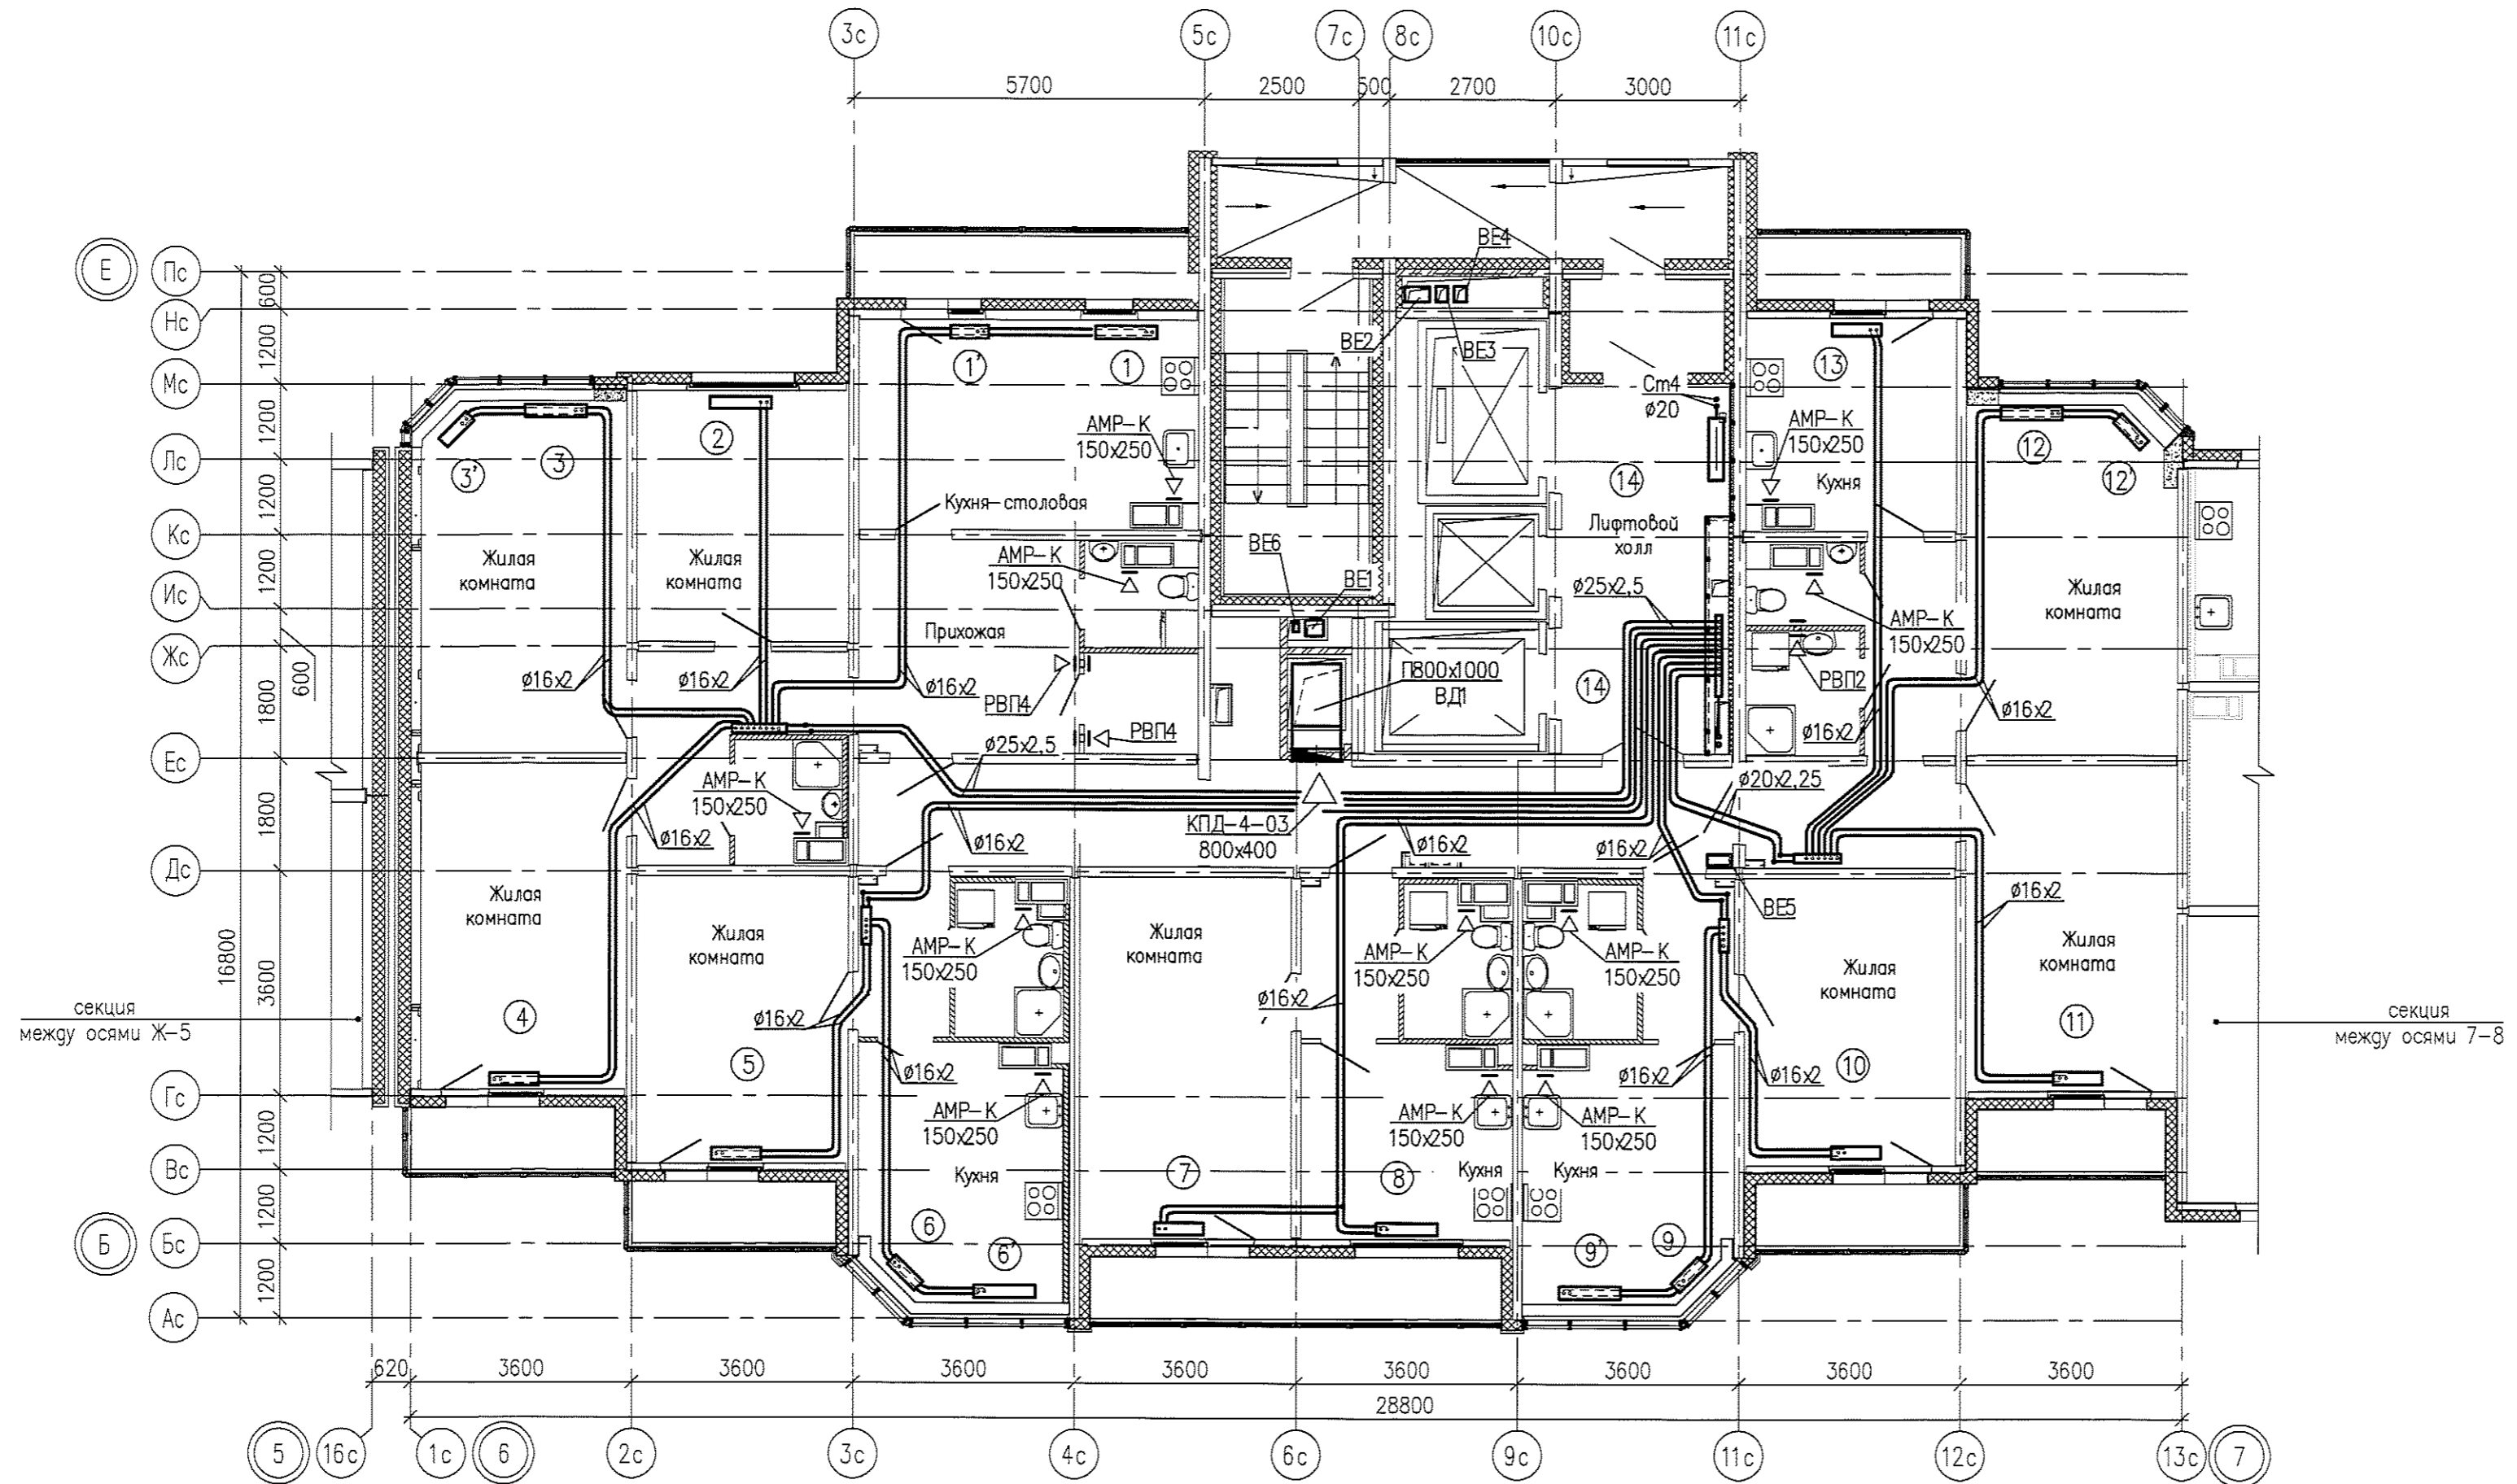 3с
5с
7с
8с
10с
11с
5700
2500
500
2700
3000
Е
Пс
Нс
Мс
Лс
Кс
Ис
Жс
Ес
Дс
Гс
Вс
Б
Бс
Ас
600
1200
1200
1200
1200
1200
600
1800
1800
3600
1200
1200
1200
16800
ВЕ4
ВЕ2
ВЕ3
1'
1
13
Ст4
ø20
2
3'
3
АМР-К
150х250
АМР-К
150х250
12
12'
14
Кухня-столовая
Кухня
Лифтовой
холл
Жилая
комната
Жилая
комната
АМР-К
150х250
ВЕ6
ВЕ1
ø25х2,5
Жилая
комната
Прихожая
АМР-К
150х250
ø16х2
ø16х2
ø16х2
РВП4
П800х1000
ВД1
14
РВП2
ø16х2
ø16х2
РВП4
ø25х2,5
АМР-К
150х250
ø20х2,25
ø16х2
ø16х2
КПД-4-03
800х400
ø16х2
ø16х2
Жилая
комната
Жилая
комната
АМР-К
150х250
Жилая
комната
АМР-К
150х250
АМР-К
150х250
ВЕ5
ø16х2
Жилая
комната
Жилая
комната
секция
между осями Ж-5
4
ø16х2
ø16х2
11
секция
между осями 7-8
5
ø16х2
ø16х2
ø16х2
10
АМР-К
150х250
АМР-К
150х250
АМР-К
150х250
Кухня
7
8
Кухня
Кухня
6
6'
9'
9
620
3600
3600
3600
3600
3600
3600
3600
3600
28800
5
16с
1с
6
2с
3с
4с
6с
9с
11с
12с
13с
7